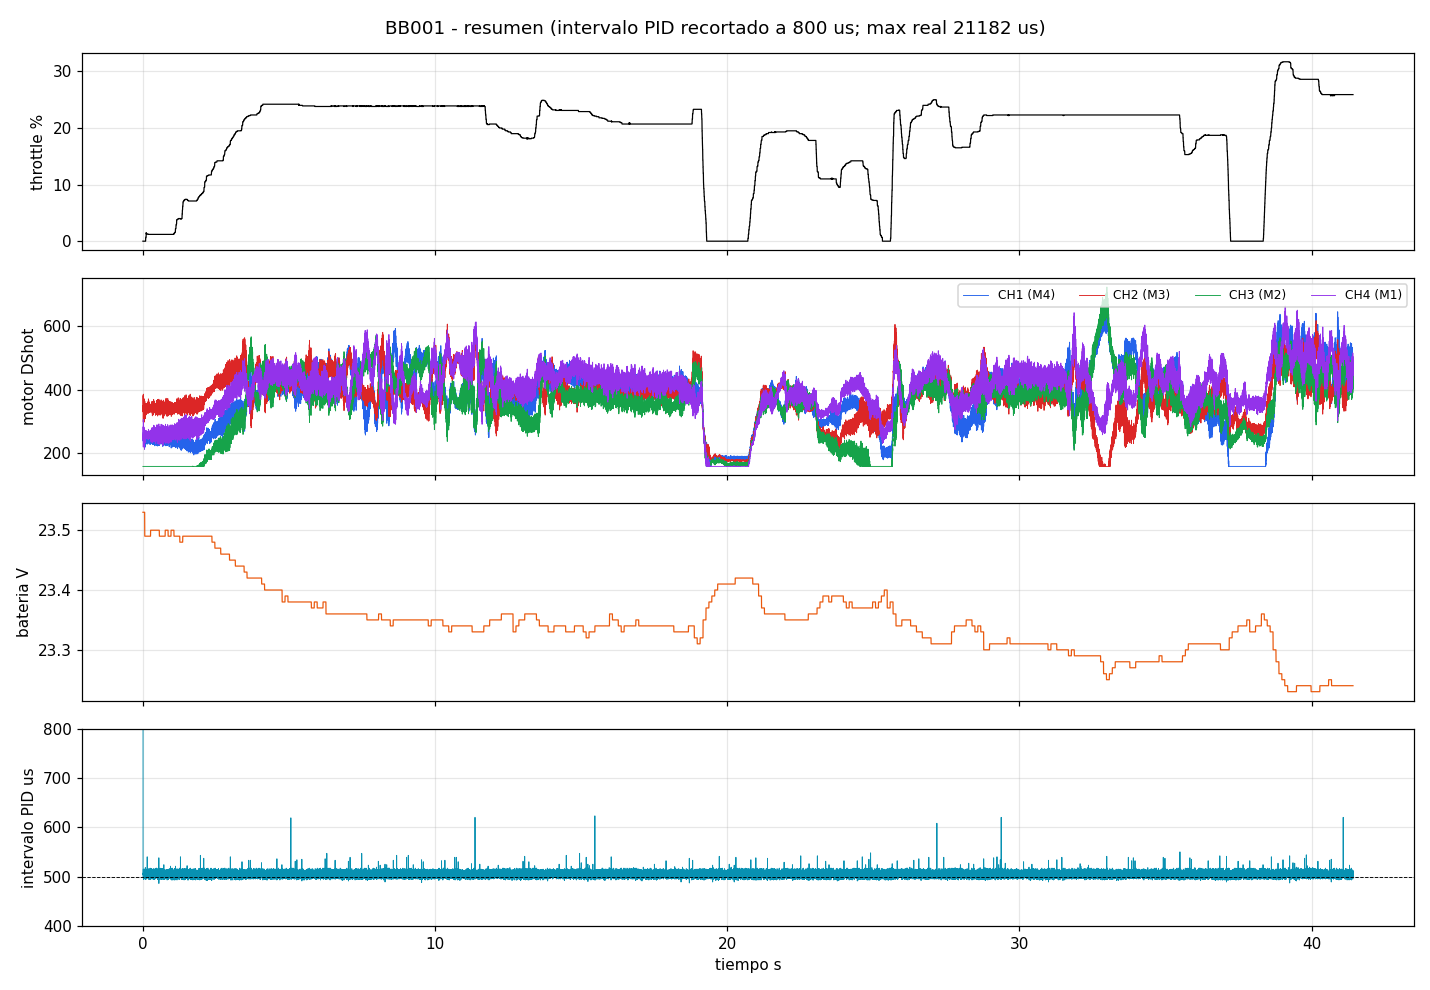 BB001 - resumen (intervalo PID recortado a 800 us; max real 21182 us)
throttle %
30
20
10
0
motor DShot
600
400
200
CH1 (M4) CH2 (M3) CH3 (M2) CH4 (M1)
bateria V
23.5
23.4
23.3
intervalo PID us
800
700
600
500
400
0 10 20 30 40
tiempo s